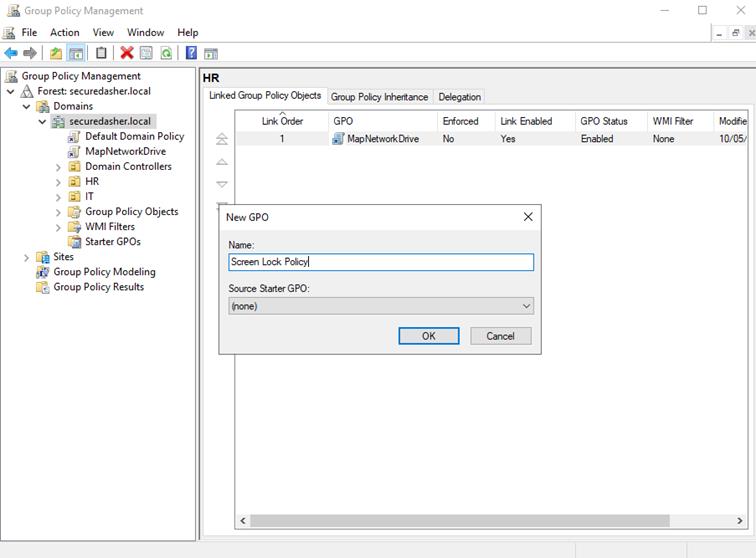 Group Policy Management
File Action View Window Help
Group Policy Management
Forest: securedasher.local
Domains
securedasher.local
Default Domain Policy
MapNetworkDrive
Domain Controllers
HR
IT
Group Policy Objects
WMI Filters
Starter GPOs
Sites
Group Policy Modeling
Group Policy Results
HR
Linked Group Policy Objects Group Policy Inheritance Delegation
Link Order GPO Enforced Link Enabled GPO Status WMI Filter Modifie
1 MapNetworkDrive No Yes Enabled None 10/05/
New GPO
Name:
Screen Lock Policy
Source Starter GPO:
(none)
OK Cancel